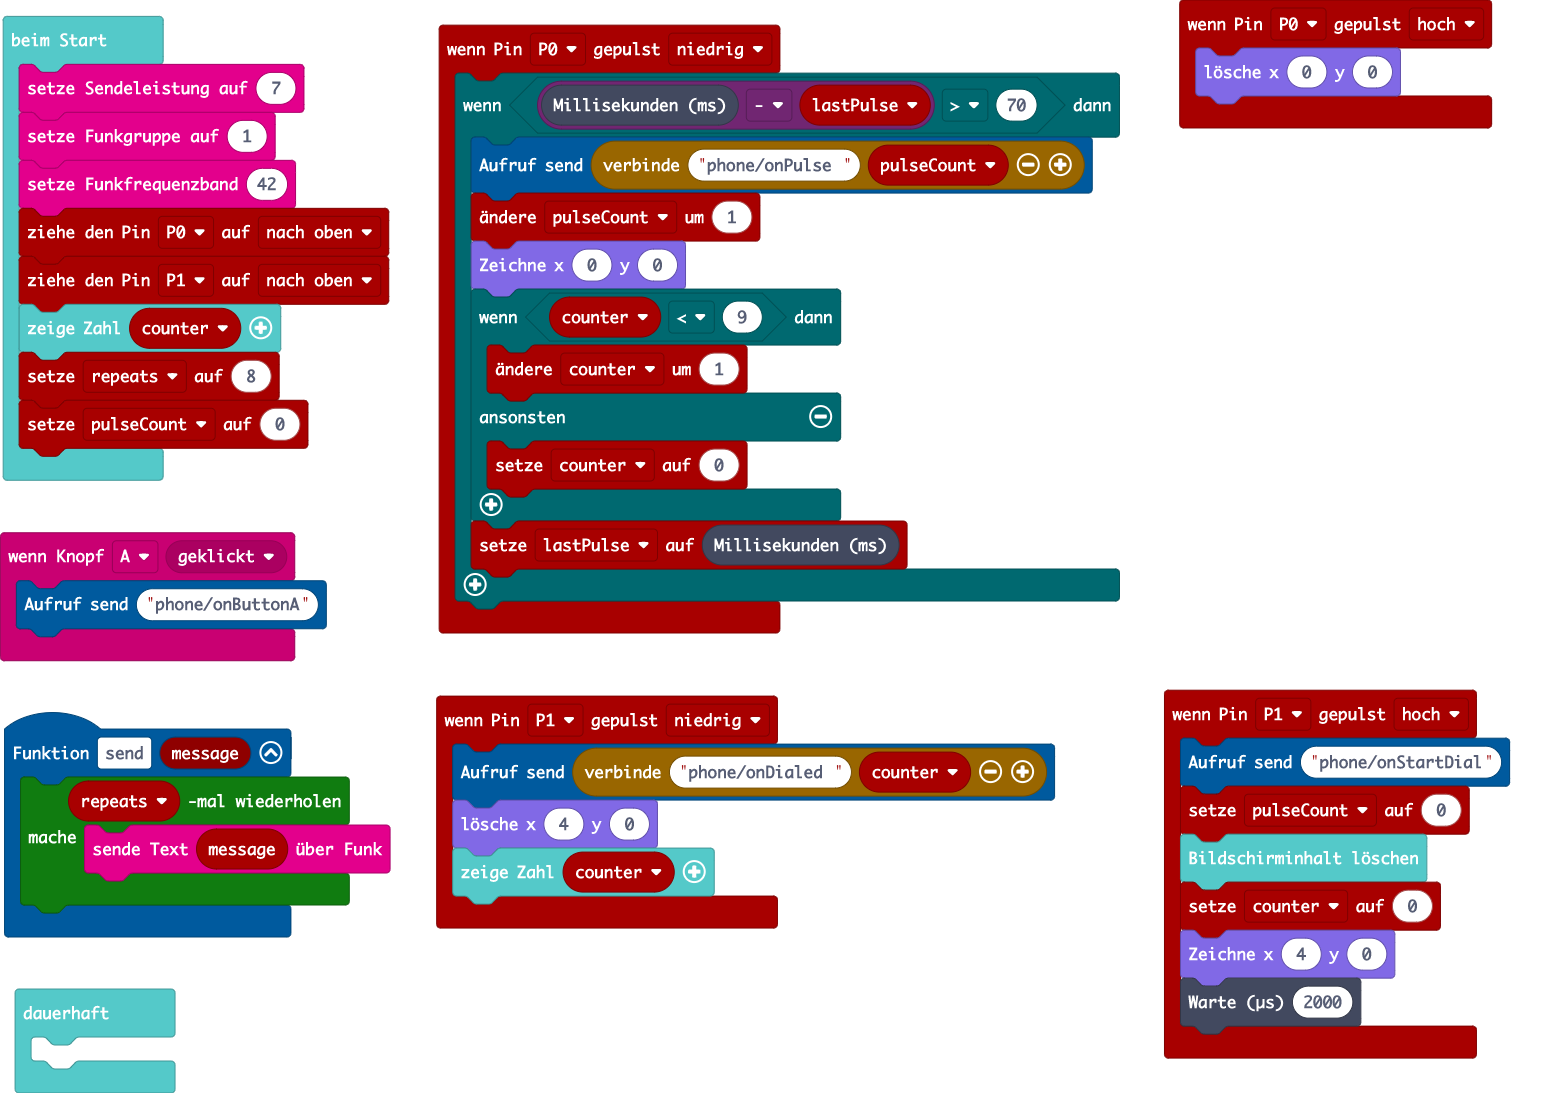 beim Start
setze Sendeleistung auf 7
setze Funkgruppe auf 1
setze Funkfrequenzband 42
ziehe den Pin P0 auf nach oben
ziehe den Pin P1 auf nach oben
zeige Zahl counter
setze repeats auf 8
setze pulseCount auf 0
wenn Knopf A geklickt
Aufruf send "phone/onButtonA"
Funktion send message
repeats -mal wiederholen
mache
sende Text message über Funk
dauerhaft
wenn Pin P0 gepulst niedrig
wenn Millisekunden (ms) - lastPulse > 70 dann
Aufruf send verbinde "phone/onPulse " pulseCount
ändere pulseCount um 1
Zeichne x 0 y 0
wenn counter < 9 dann
ändere counter um 1
ansonsten
setze counter auf 0
setze lastPulse auf Millisekunden (ms)
wenn Pin P1 gepulst niedrig
Aufruf send verbinde "phone/onDialed " counter
lösche x 4 y 0
zeige Zahl counter
wenn Pin P0 gepulst hoch
lösche x 0 y 0
wenn Pin P1 gepulst hoch
Aufruf send "phone/onStartDial"
setze pulseCount auf 0
Bildschirminhalt löschen
setze counter auf 0
Zeichne x 4 y 0
Warte (µs) 2000